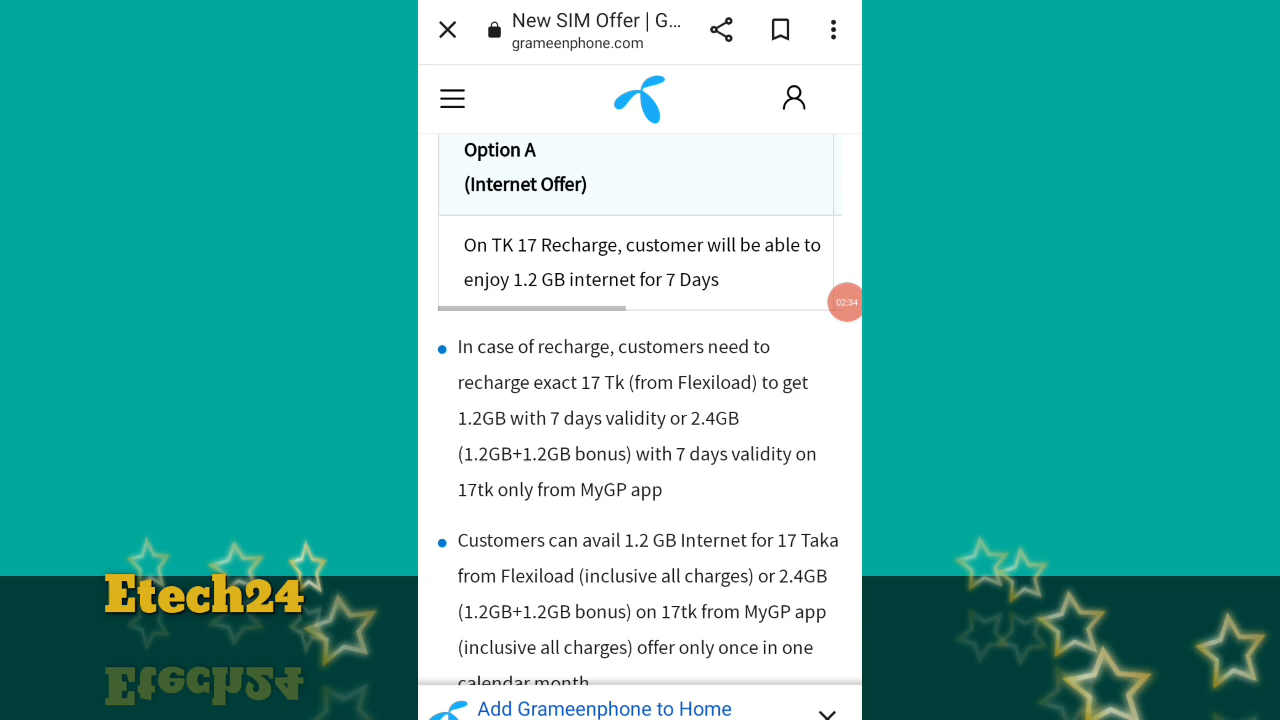 New SIM Offer | G...
grameenphone.com
Option A
(Internet Offer)
On TK 17 Recharge, customer will be able to
enjoy 1.2 GB internet for 7 Days
02:34
In case of recharge, customers need to
recharge exact 17 Tk (from Flexiload) to get
1.2GB with 7 days validity or 2.4GB
(1.2GB+1.2GB bonus) with 7 days validity on
17tk only from MyGP app
Customers can avail 1.2 GB Internet for 17 Taka
from Flexiload (inclusive all charges) or 2.4GB
(1.2GB+1.2GB bonus) on 17tk from MyGP app
(inclusive all charges) offer only once in one
calendar month
Add Grameenphone to Home
Etech24